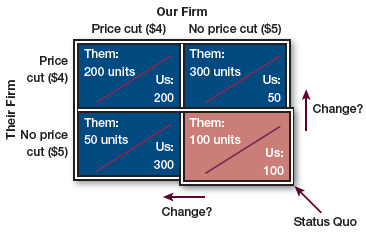 Our Firm
Price cut ($4) No price cut ($5)
Their Firm
Price
cut ($4)
Them:
200 units
Us:
200
Them:
300 units
Us:
50
Change?
No price
cut ($5)
Them:
50 units
Us:
300
Them:
100 units
Us:
100
Change?
Status Quo